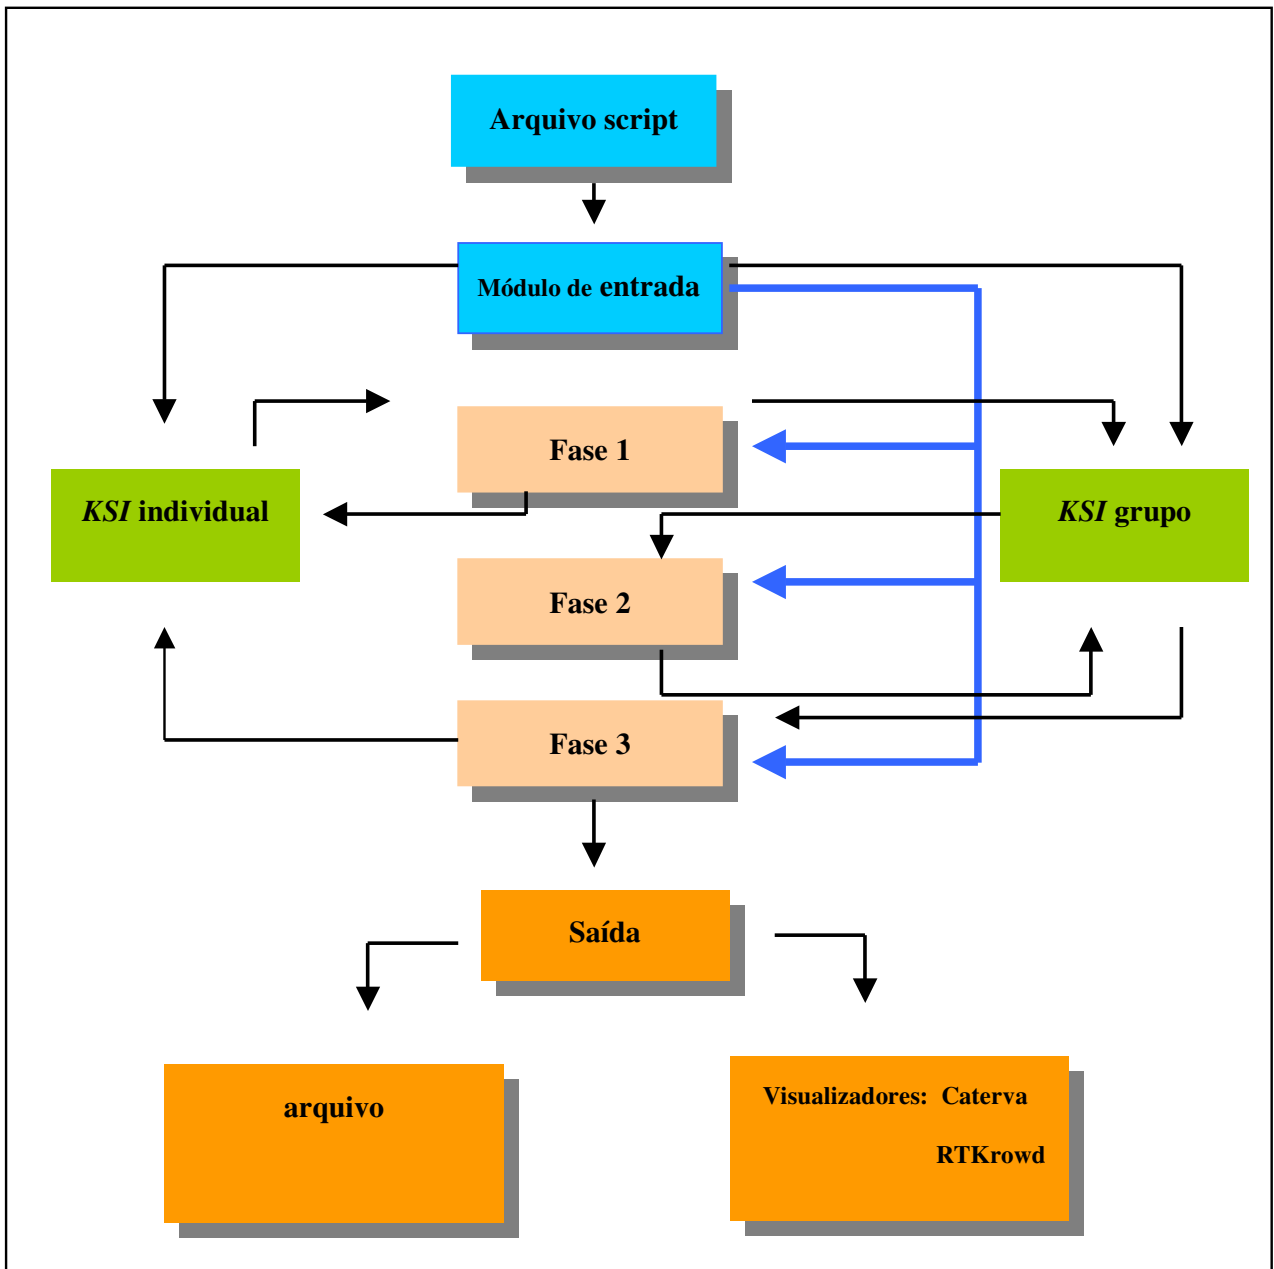 Arquivo script
Módulo de entrada
Fase 1
KSI individual
KSI grupo
Fase 2
Fase 3
Saída
arquivo
Visualizadores: Caterva
RTKrowd